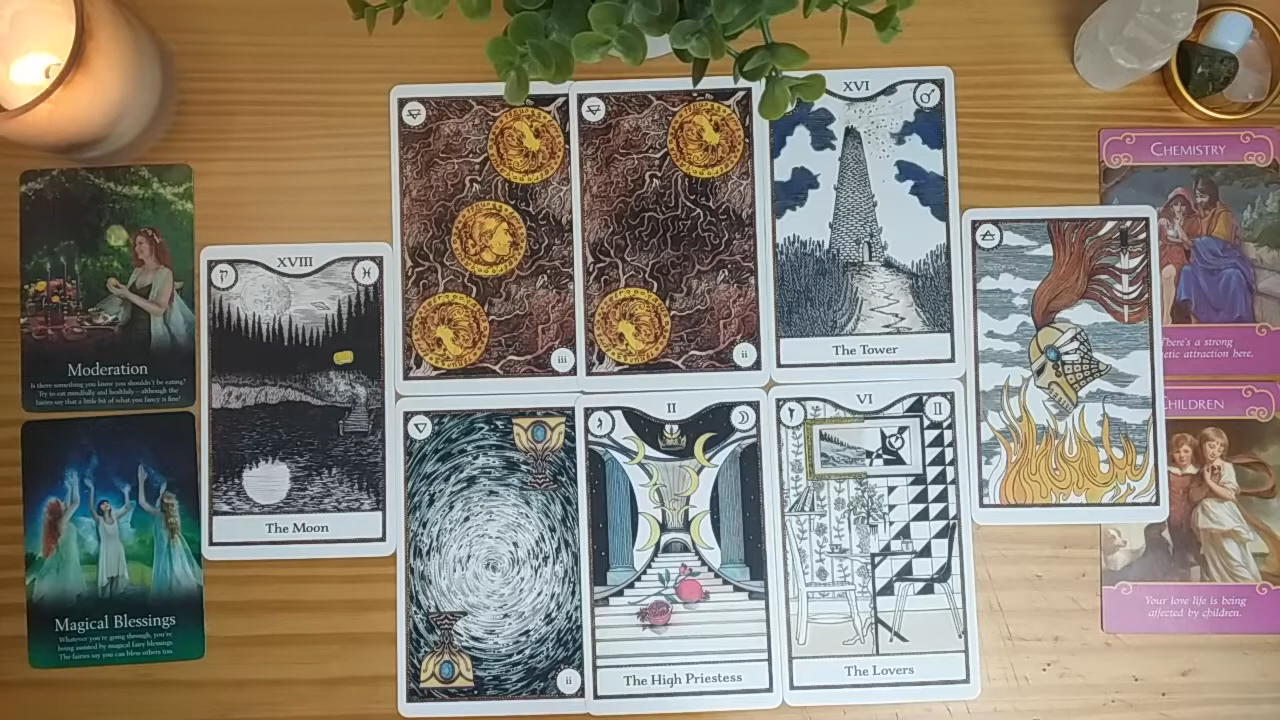 Moderation
Is there something you know you shouldn't be eating?
Try to eat mindfully and healthily – although the
fairies say that a little bit of what you fancy is fine!
Magical Blessings
Whatever you're going through, you're
being assisted by magical fairy blessings.
The fairies say you can bless others too.
XVIII
The Moon
iii
ii
XVI
The Tower
ii
II
The High Priestess
VI
The Lovers
CHEMISTRY
There's a strong
etic attraction here.
CHILDREN
Your love life is being
affected by children.